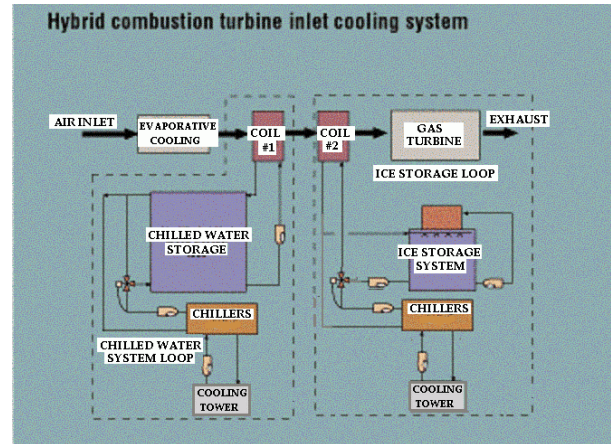 Hybrid combustion turbine inlet cooling system
AIR INLET
EVAPORATIVE
COOLING
COIL
#1
COIL
#2
GAS
TURBINE
EXHAUST
ICE STORAGE LOOP
CHILLED WATER
STORAGE
ICE STORAGE
SYSTEM
CHILLERS
CHILLERS
CHILLED WATER
SYSTEM LOOP
COOLING
TOWER
COOLING
TOWER